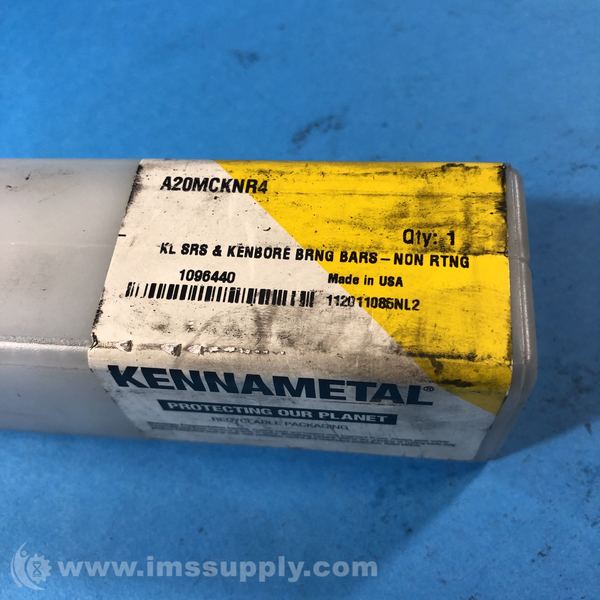 A20MCKNR4
Qty: 1
KL SRS & KENBORE BRNG BARS - NON RTNG
1096440 Made in USA
112011085NL2
KENNAMETAL®
PROTECTING OUR PLANET
RECYCLABLE PACKAGING
www.imssupply.com